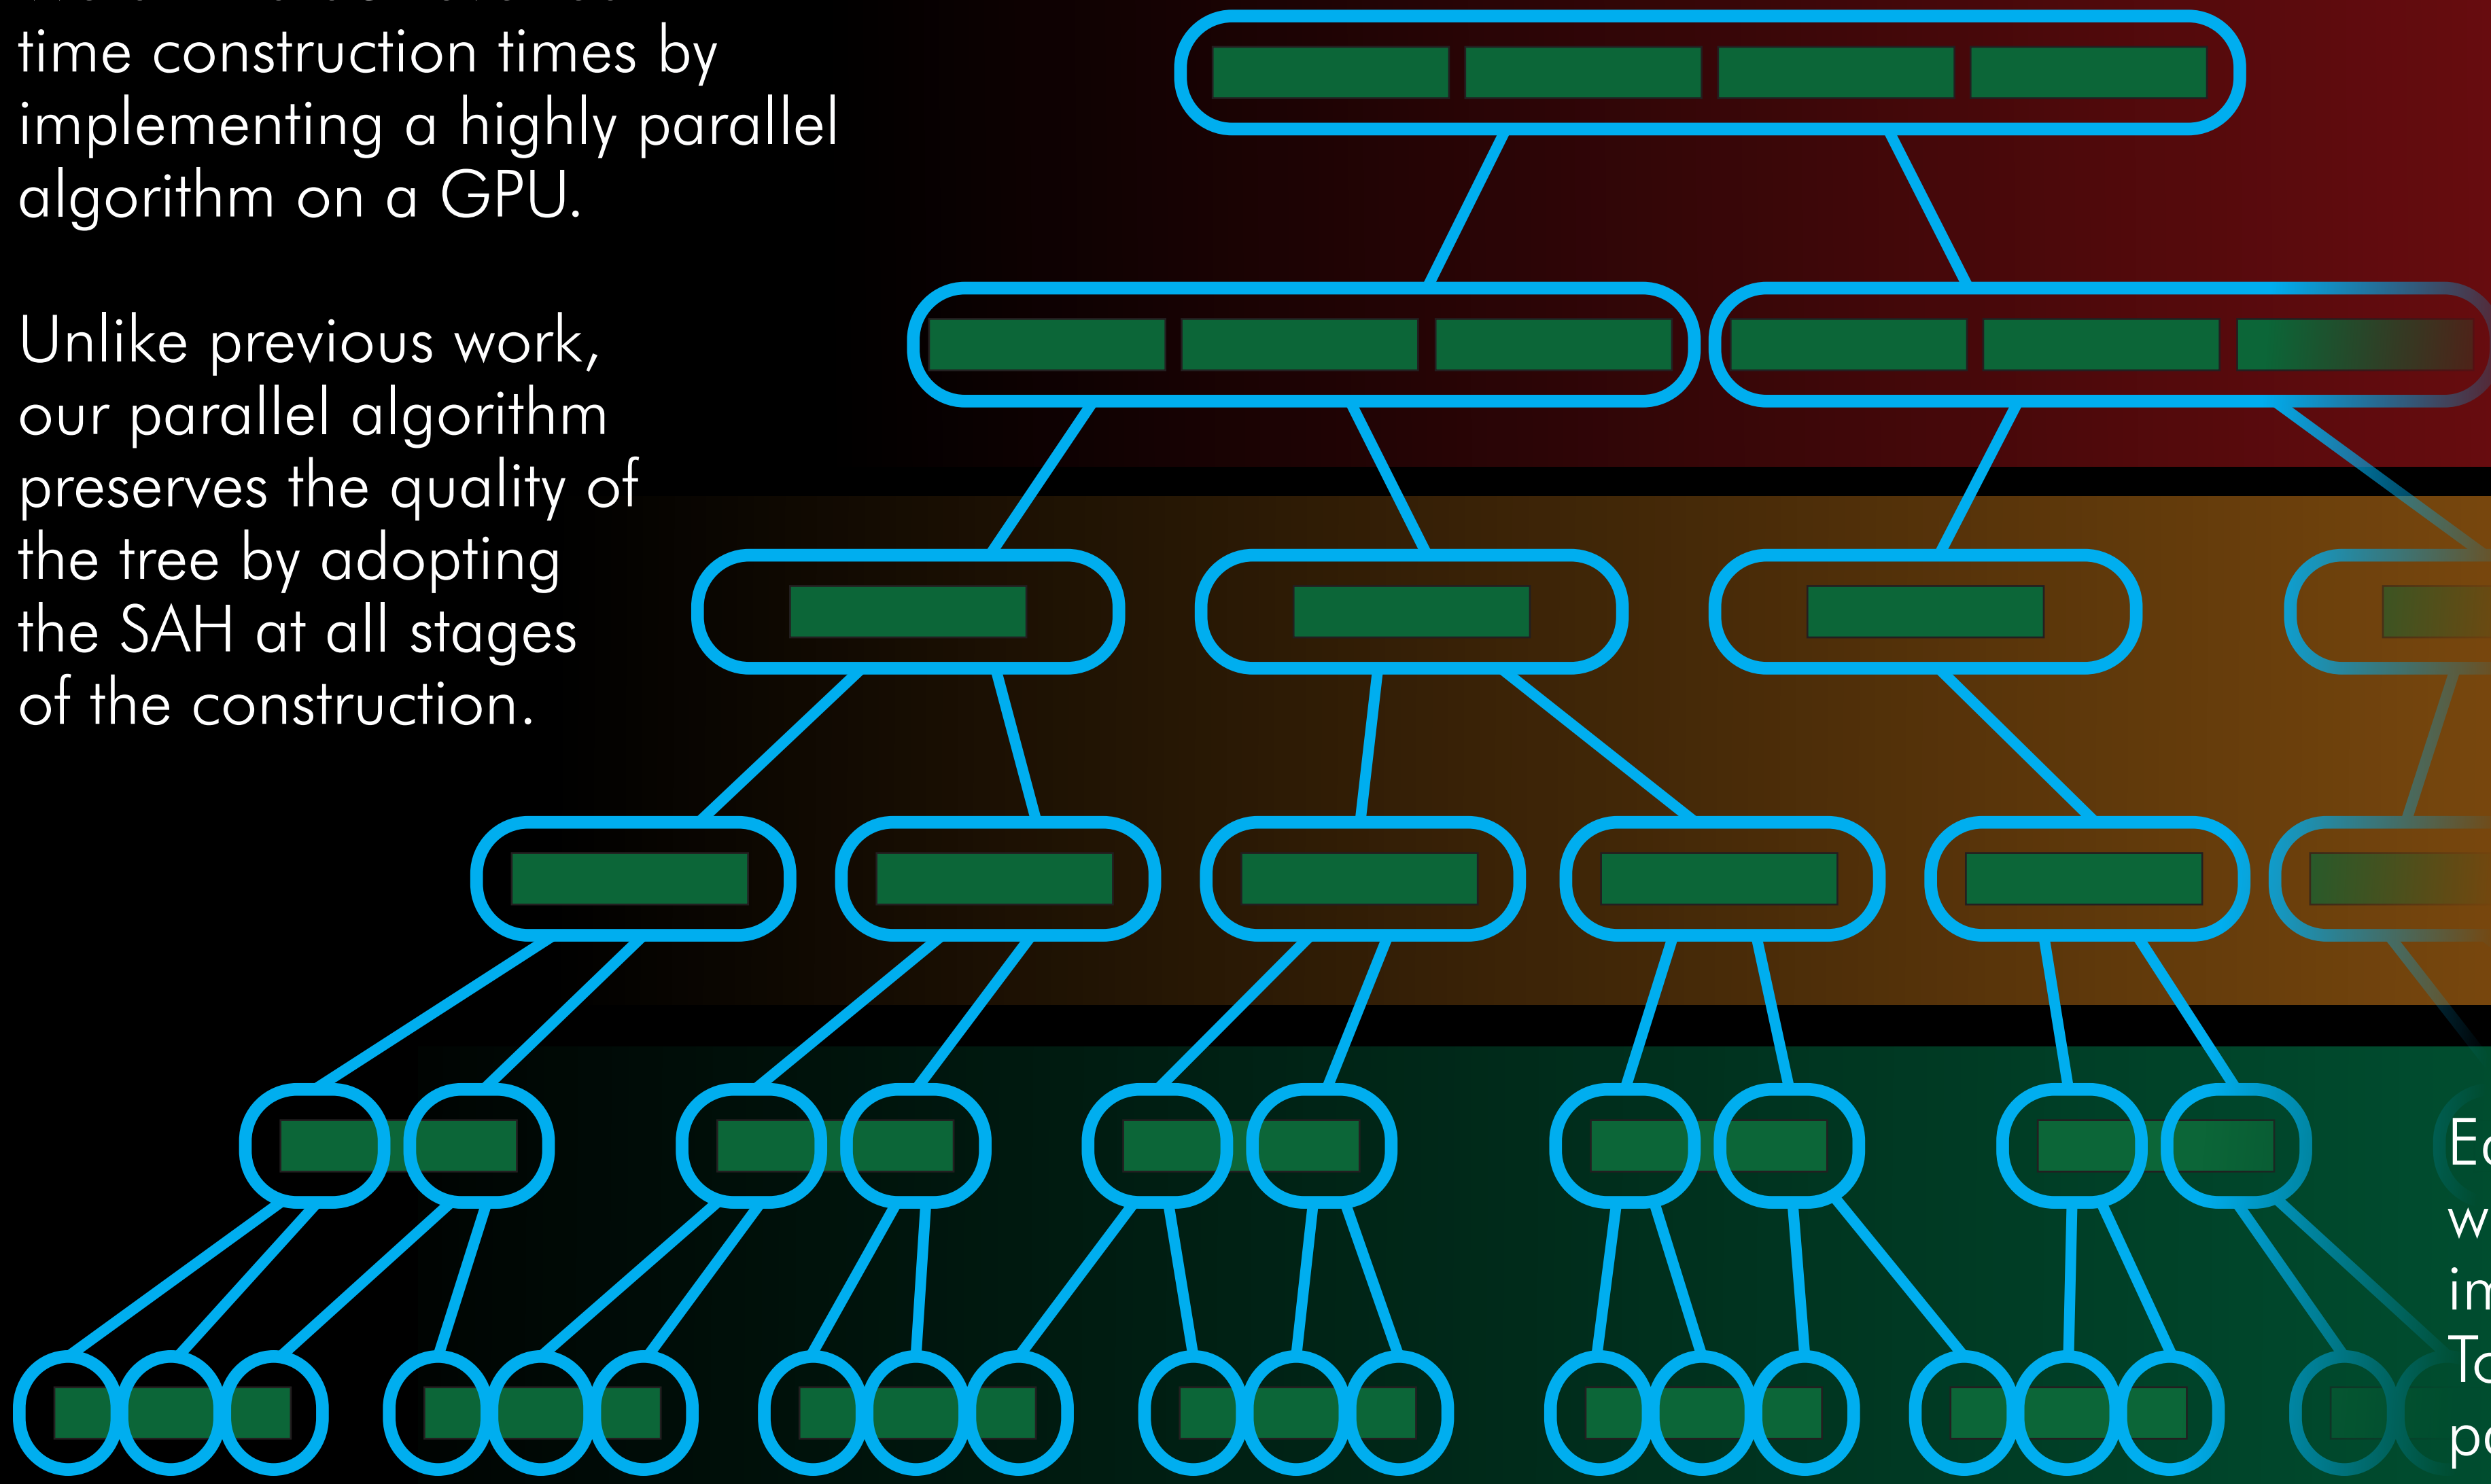 time construction times by
implementing a highly parallel
algorithm on a GPU.
Unlike previous work,
our parallel algorithm
preserves the quality of
the tree by adopting
the SAH at all stages
of the construction.